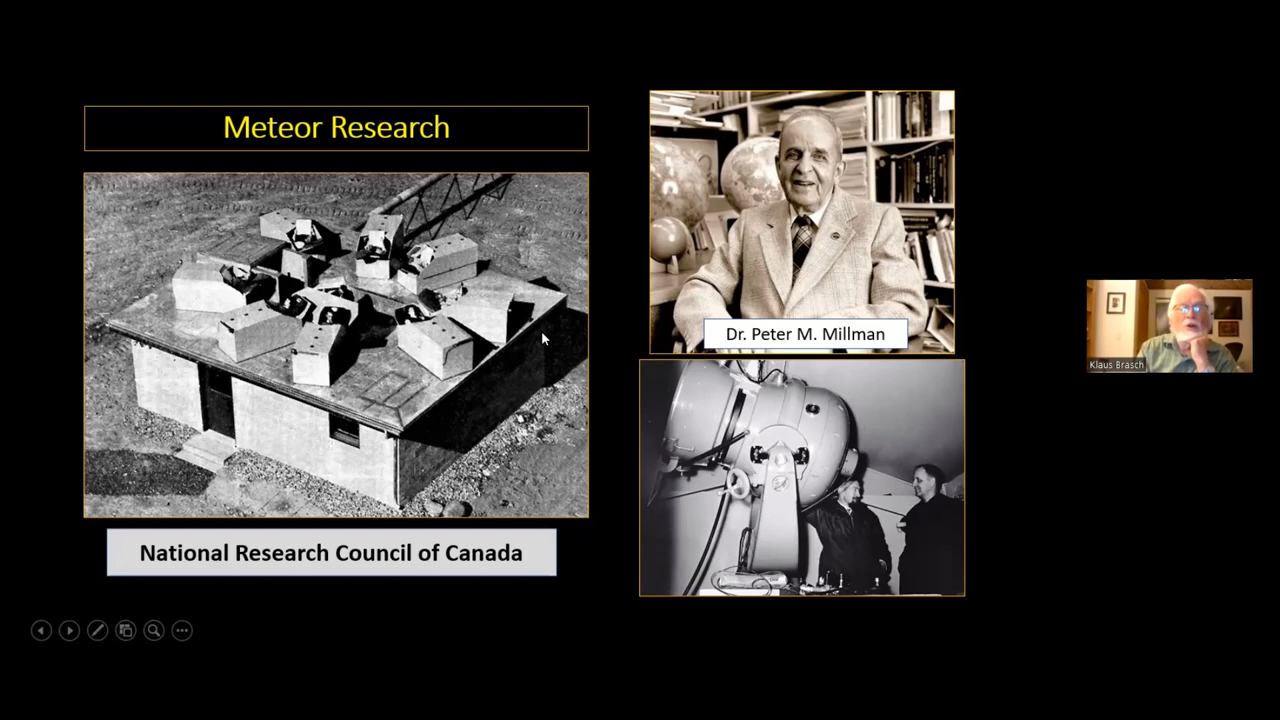 Meteor Research
Dr. Peter M. Millman
National Research Council of Canada
Klaus Brasch